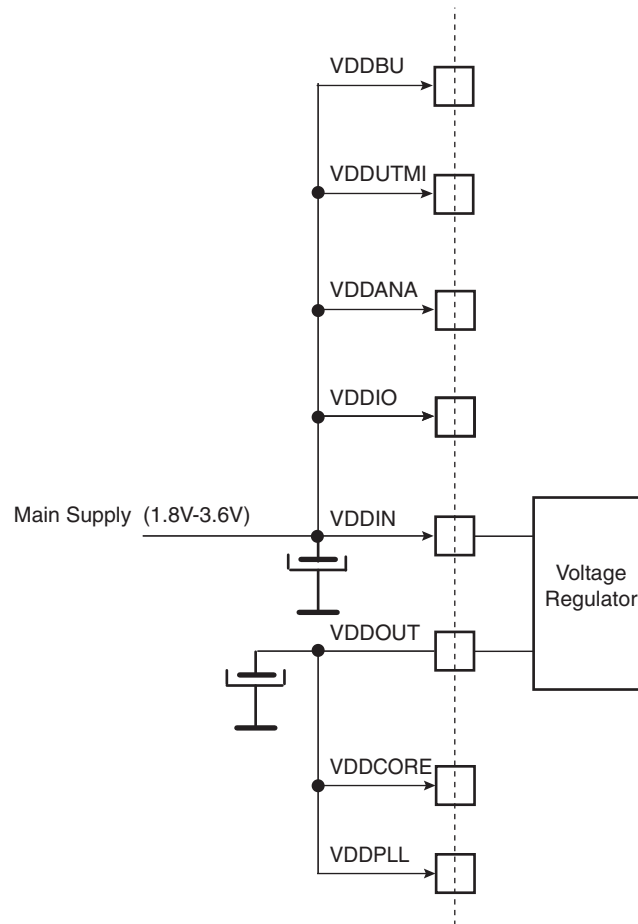 VDDBU
VDDUTMI
VDDANA
VDDIO
Main Supply (1.8V-3.6V)
VDDIN
Voltage
Regulator
VDDOUT
VDDCORE
VDDPLL